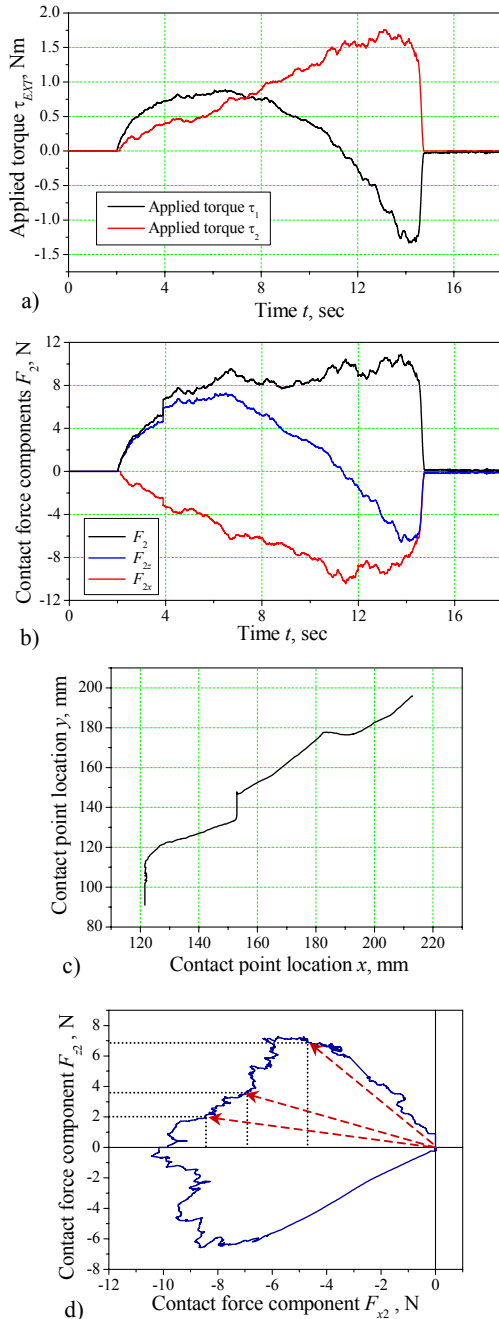 Applied torque τEXT, Nm
1.5
1.0
0.5
0.0
-0.5
-1.0
-1.5
Applied torque τ1
Applied torque τ2
0 4 8 12 16
Time t, sec
a)
Contact force components F2, N
12
8
4
0
-4
-8
-12
F2
F2z
F2x
0 4 8 12 16
Time t, sec
b)
Contact point location y, mm
200
180
160
140
120
100
80
120 140 160 180 200 220
Contact point location x, mm
c)
Contact force component Fz2, N
8
6
4
2
0
-2
-4
-6
-8
-12 -10 -8 -6 -4 -2 0
Contact force component Fx2, N
d)